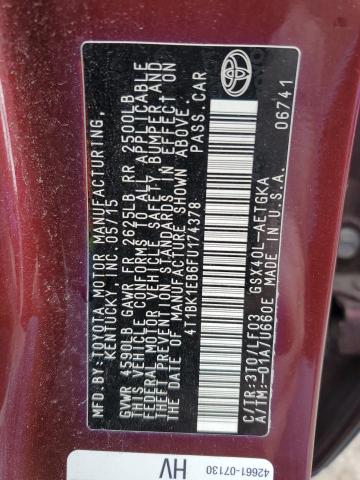 MFD.BY:TOYOTA MOTOR MANUFACTURING,
KENTUCKY, INC. 05/15
GVWR 4590LB GAWR FR 2625LB RR 2500LB
THIS VEHICLE CONFORMS TO ALL APPLICABLE
FEDERAL MOTOR VEHICLE SAFETY, BUMPER AND
THEFT PREVENTION STANDARDS IN EFFECT ON
THE DATE OF MANUFACTURE SHOWN ABOVE.
4T1BK1EB6FU174378 PASS. CAR
C/TR:3T0/LF03 GSX40L-AETGKA
A/TM:-01A/U660E MADE IN U.S.A.
06741
42661-07130
HV